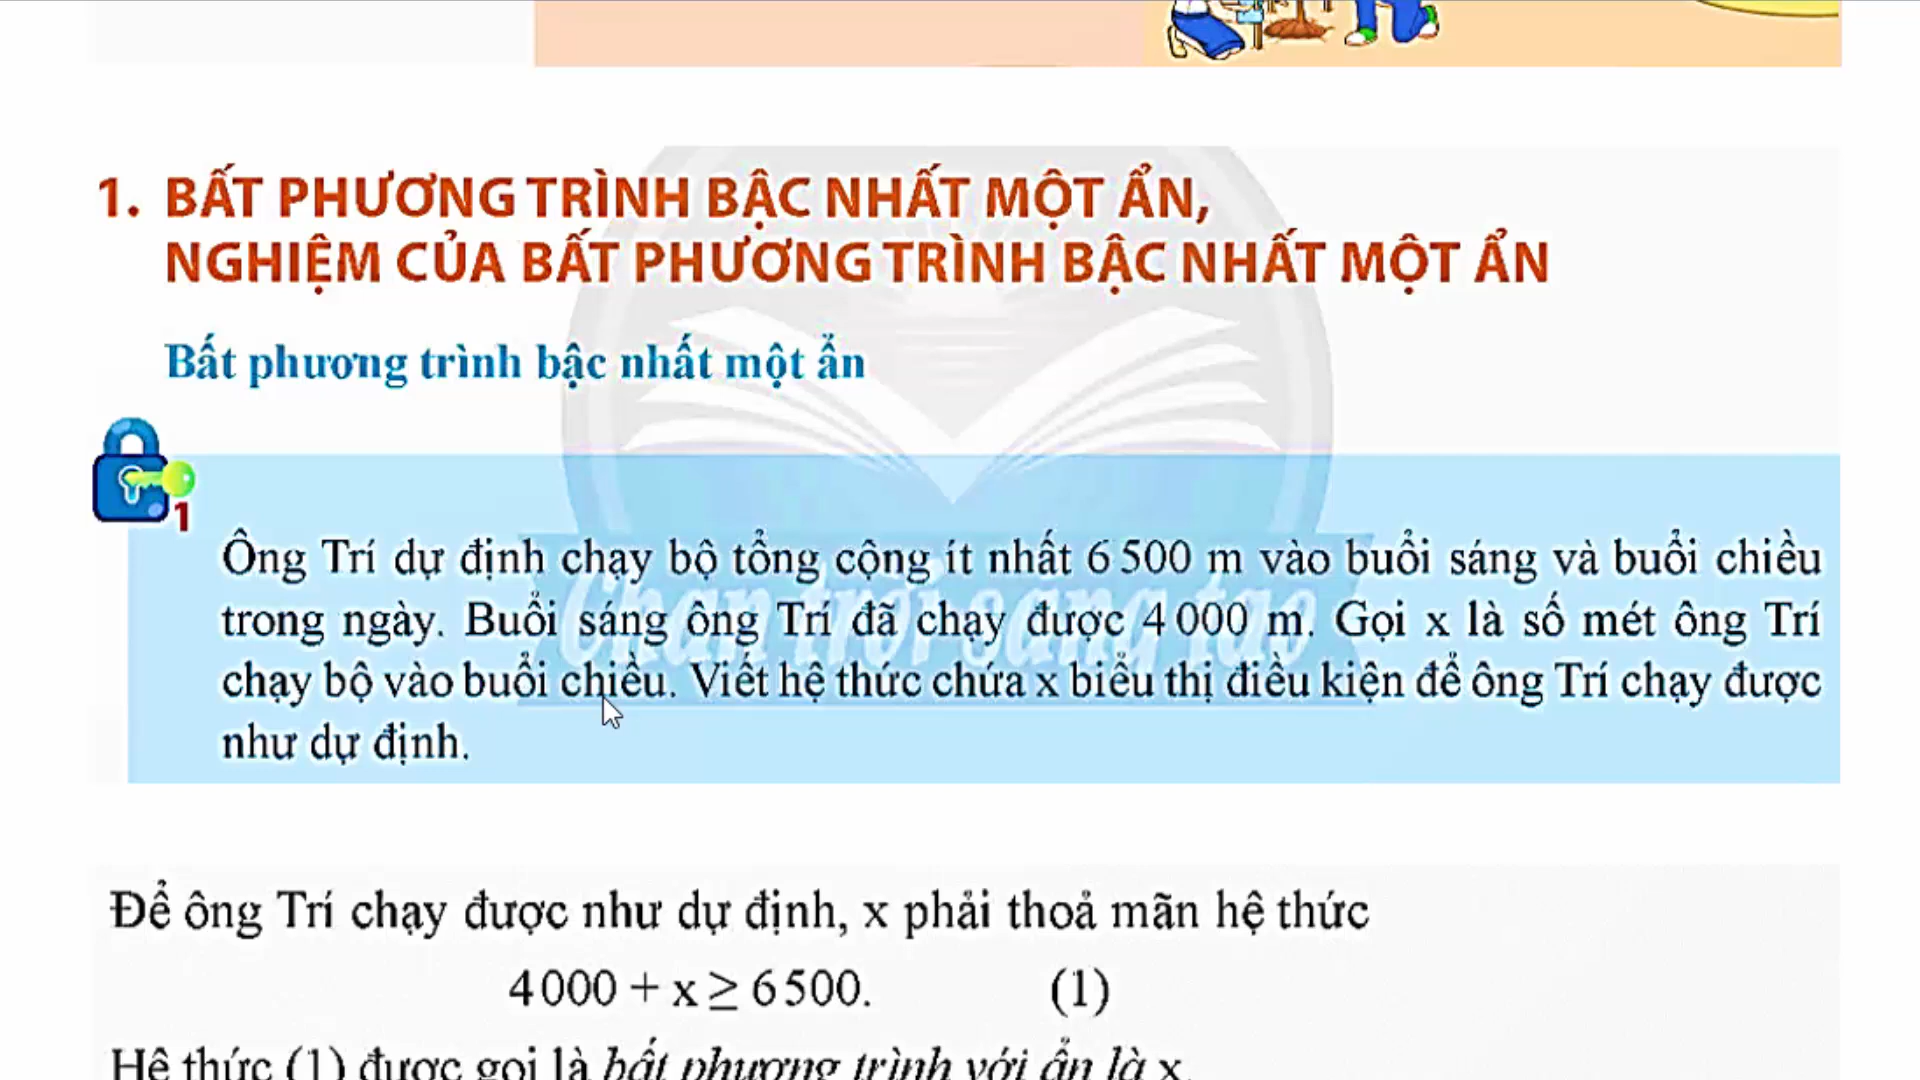 1. BẤT PHƯƠNG TRÌNH BẬC NHẤT MỘT ẨN,
NGHIỆM CỦA BẤT PHƯƠNG TRÌNH BẬC NHẤT MỘT ẨN
Bất phương trình bậc nhất một ẩn
1
Ông Trí dự định chạy bộ tổng cộng ít nhất 6 500 m vào buổi sáng và buổi chiều
trong ngày. Buổi sáng ông Trí đã chạy được 4 000 m. Gọi x là số mét ông Trí
chạy bộ vào buổi chiều. Viết hệ thức chứa x biểu thị điều kiện để ông Trí chạy được
như dự định.
Chân trời sáng tạo
Để ông Trí chạy được như dự định, x phải thoả mãn hệ thức
4 000 + x ≥ 6 500. (1)
Hệ thức (1) được gọi là bất phương trình với ẩn là x.